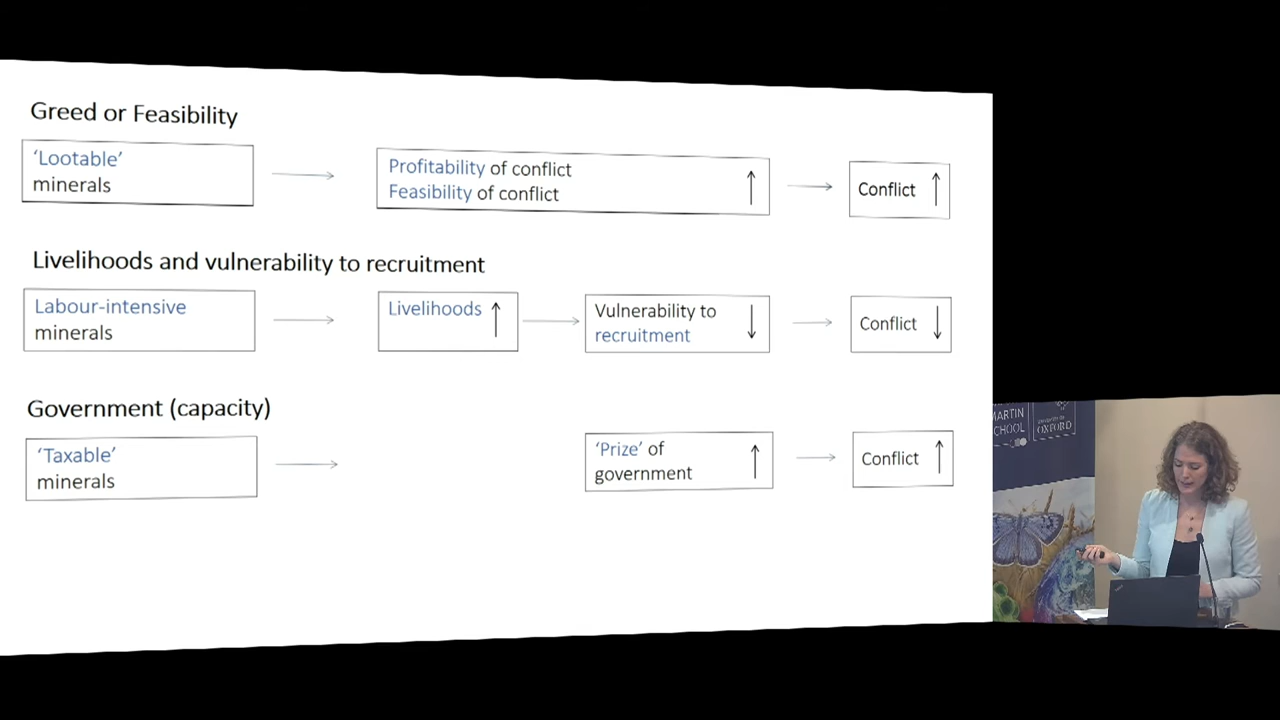 Greed or Feasibility
‘Lootable’
minerals
Profitability of conflict
Feasibility of conflict
Conflict
Livelihoods and vulnerability to recruitment
Labour-intensive
minerals
Livelihoods
Vulnerability to
recruitment
Conflict
Government (capacity)
‘Taxable’
minerals
‘Prize’ of
government
Conflict
MARTIN
SCHOOL
OXFORD